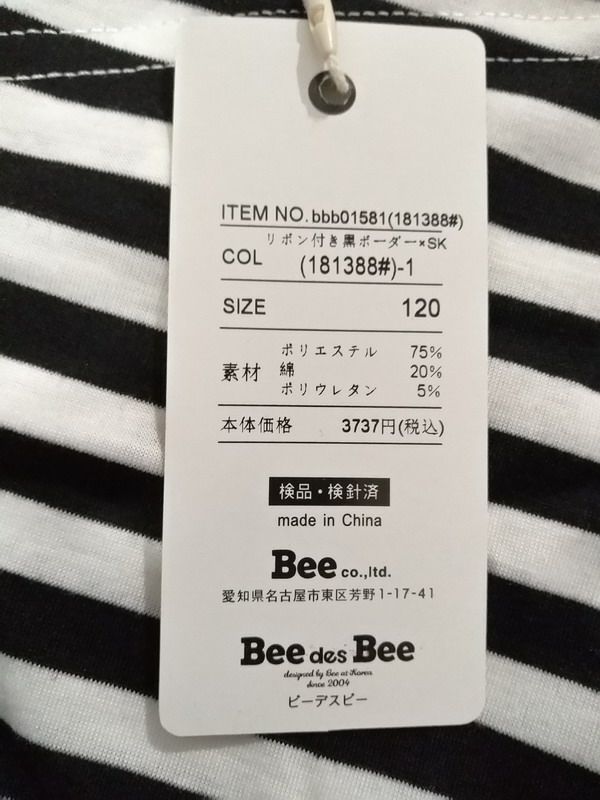 ITEM NO. bbb01581(181388#)
リボン付き黒ボーダー×SK
COL (181388#)-1
SIZE 120
ポリエステル 75%
素材 綿 20%
ポリウレタン 5%
本体価格 3737円(税込)
検品・検針済
made in China
Bee co.,ltd.
愛知県名古屋市東区芳野1-17-41
Bee des Bee
designed by Bee at Korea
since 2004
ビーデスビー